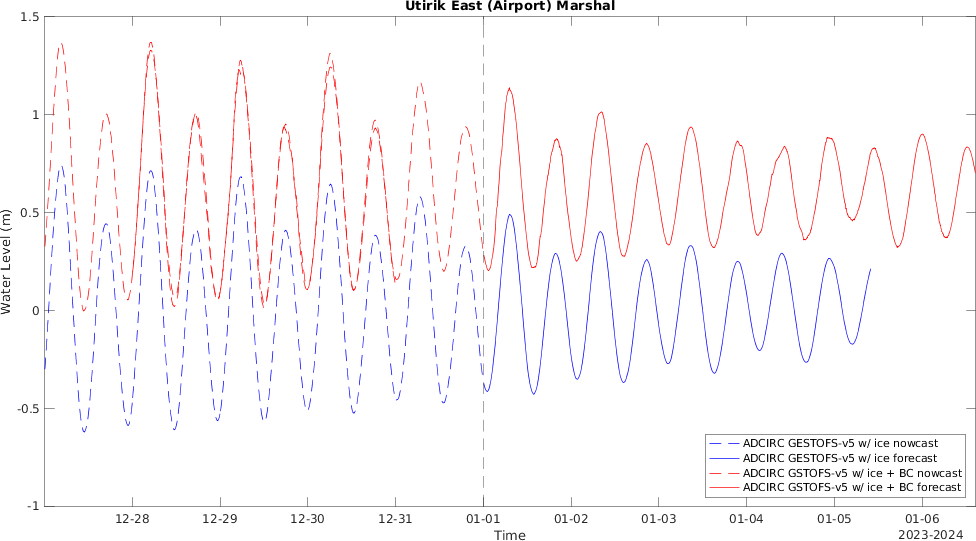 Utirik East (Airport) Marshal
1.5
1
0.5
0
-0.5
-1
Water Level (m)
12-28 12-29 12-30 12-31 01-01 01-02 01-03 01-04 01-05 01-06
Time
2023-2024
ADCIRC GESTOFS-v5 w/ ice nowcast
ADCIRC GESTOFS-v5 w/ ice forecast
ADCIRC GSTOFS-v5 w/ ice + BC nowcast
ADCIRC GSTOFS-v5 w/ ice + BC forecast